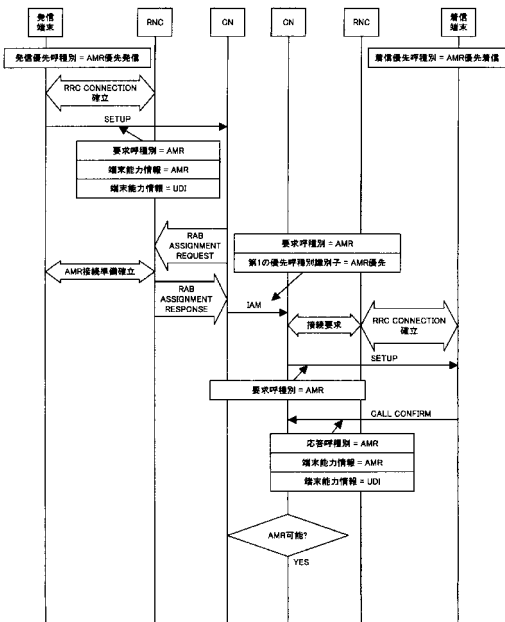 発信
端末
RNC
CN
CN
RNC
着信
端末
発信優先呼種別 = AMR優先発信
着信優先呼種別 = AMR優先着信
RRC CONNECTION
確立
SETUP
要求呼種別 = AMR
端末能力情報 = AMR
端末能力情報 = UDI
RAB
ASSIGNMENT
REQUEST
要求呼種別 = AMR
第1の優先呼種別識別子 = AMR優先
AMR接続準備確立
RAB
ASSIGNMENT
RESPONSE
IAM
接続要求
RRC CONNECTION
確立
SETUP
要求呼種別 = AMR
CALL CONFIRM
応答呼種別 = AMR
端末能力情報 = AMR
端末能力情報 = UDI
AMR可能?
YES